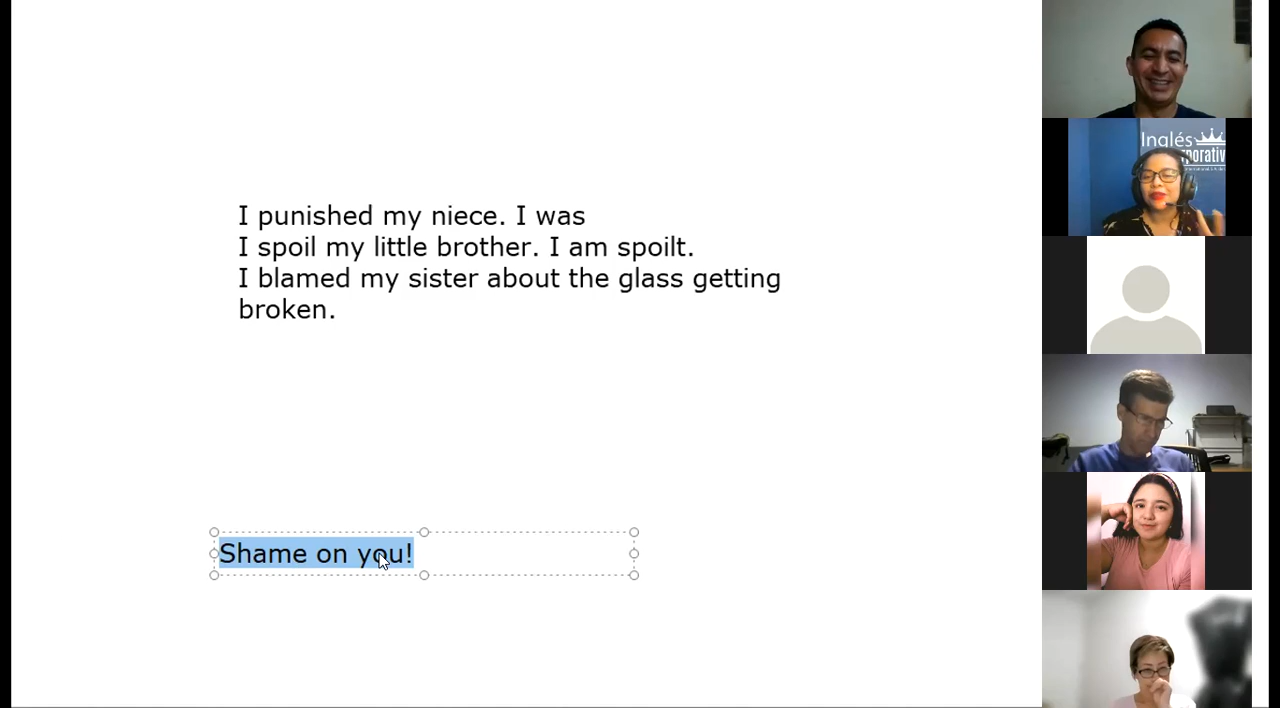 I punished my niece. I was
I spoil my little brother. I am spoilt.
I blamed my sister about the glass getting
broken.
Shame on you!
Inglés